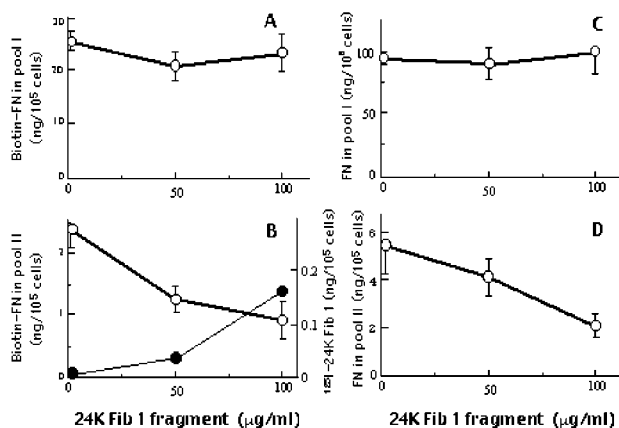 A
Biotin–FN in pool I
(ng/10⁵ cells)
30
20
10
0
0
50
100
C
FN in pool I (ng/10⁶ cells)
100
50
0
0
50
100
B
Biotin–FN in pool II
(ng/10⁵ cells)
2
1
0
0.2
0.1
0
¹²⁵I–24K Fib 1 (ng/10⁵ cells)
0
50
100
24K Fib 1 fragment (μg/ml)
D
FN in pool II (ng/10⁵ cells)
6
4
2
0
0
50
100
24K Fib 1 fragment (μg/ml)